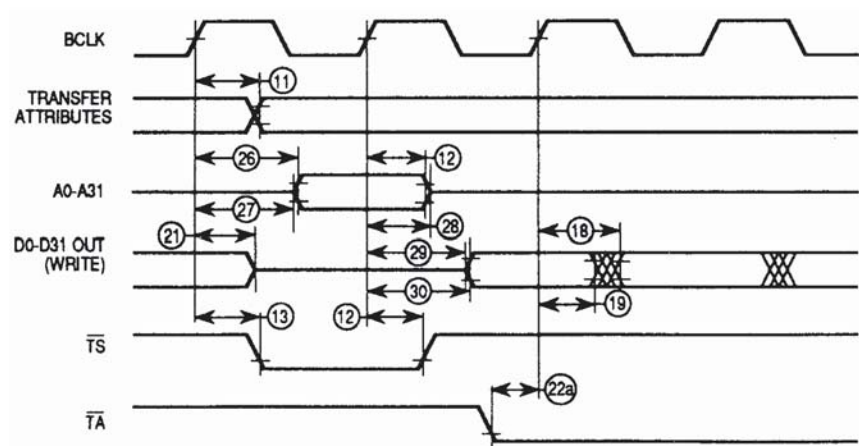 BCLK
11
TRANSFER
ATTRIBUTES
26
12
A0-A31
27
28
21
18
D0-D31 OUT
(WRITE)
29
30
19
13
12
TS
22a
TA